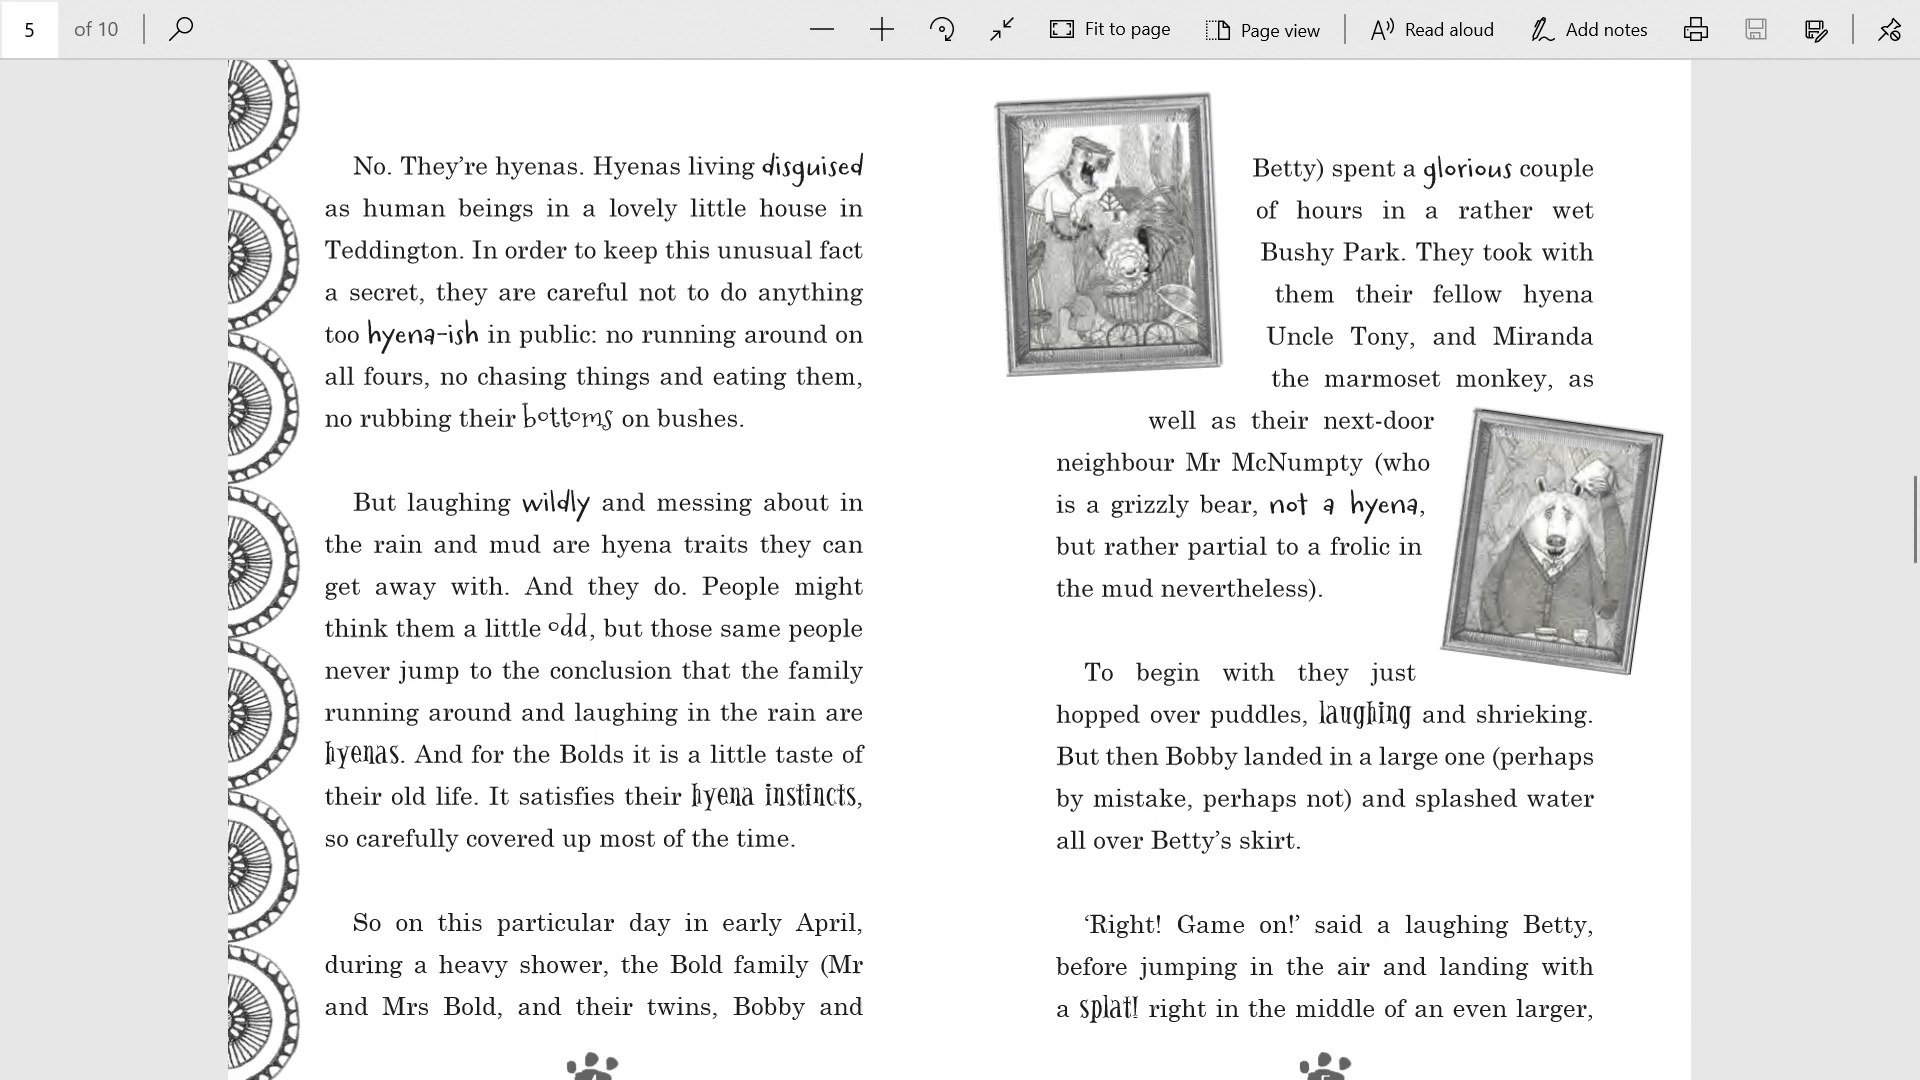 5 of 10 Fit to page Page view Read aloud Add notes
No. They’re hyenas. Hyenas living disguised
as human beings in a lovely little house in
Teddington. In order to keep this unusual fact
a secret, they are careful not to do anything
too hyena-ish in public: no running around on
all fours, no chasing things and eating them,
no rubbing their bottoms on bushes.
But laughing wildly and messing about in
the rain and mud are hyena traits they can
get away with. And they do. People might
think them a little odd, but those same people
never jump to the conclusion that the family
running around and laughing in the rain are
hyenas. And for the Bolds it is a little taste of
their old life. It satisfies their hyena instincts,
so carefully covered up most of the time.
So on this particular day in early April,
during a heavy shower, the Bold family (Mr
and Mrs Bold, and their twins, Bobby and
Betty) spent a glorious couple
of hours in a rather wet
Bushy Park. They took with
them their fellow hyena
Uncle Tony, and Miranda
the marmoset monkey, as
well as their next-door
neighbour Mr McNumpty (who
is a grizzly bear, not a hyena,
but rather partial to a frolic in
the mud nevertheless).
To begin with they just
hopped over puddles, laughing and shrieking.
But then Bobby landed in a large one (perhaps
by mistake, perhaps not) and splashed water
all over Betty’s skirt.
‘Right! Game on!’ said a laughing Betty,
before jumping in the air and landing with
a splat! right in the middle of an even larger,